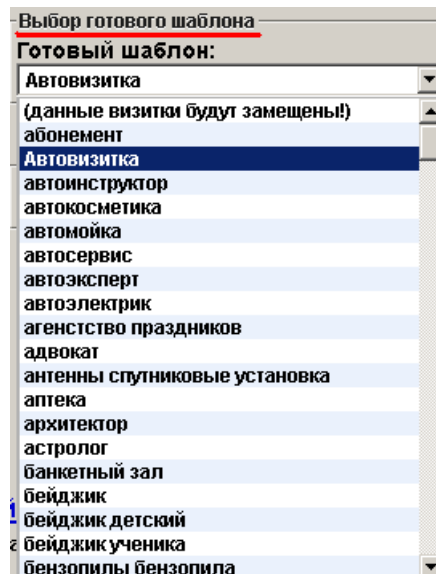 Выбор готового шаблона
Готовый шаблон:
Автовизитка
(данные визитки будут замещены!)
абонемент
Автовизитка
автоинструктор
автокосметика
автомойка
автосервис
автоэксперт
автоэлектрик
агенстство праздников
адвокат
антенны спутниковые установка
аптека
архитектор
астролог
банкетный зал
бейджик
бейджик детский
бейджик ученика
бензопилы бензопила